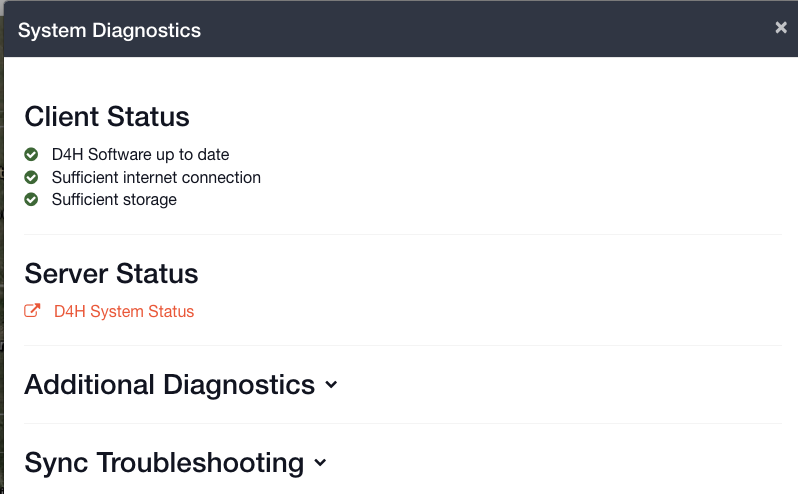 System Diagnostics
Client Status
D4H Software up to date
Sufficient internet connection
Sufficient storage
Server Status
D4H System Status
Additional Diagnostics
Sync Troubleshooting